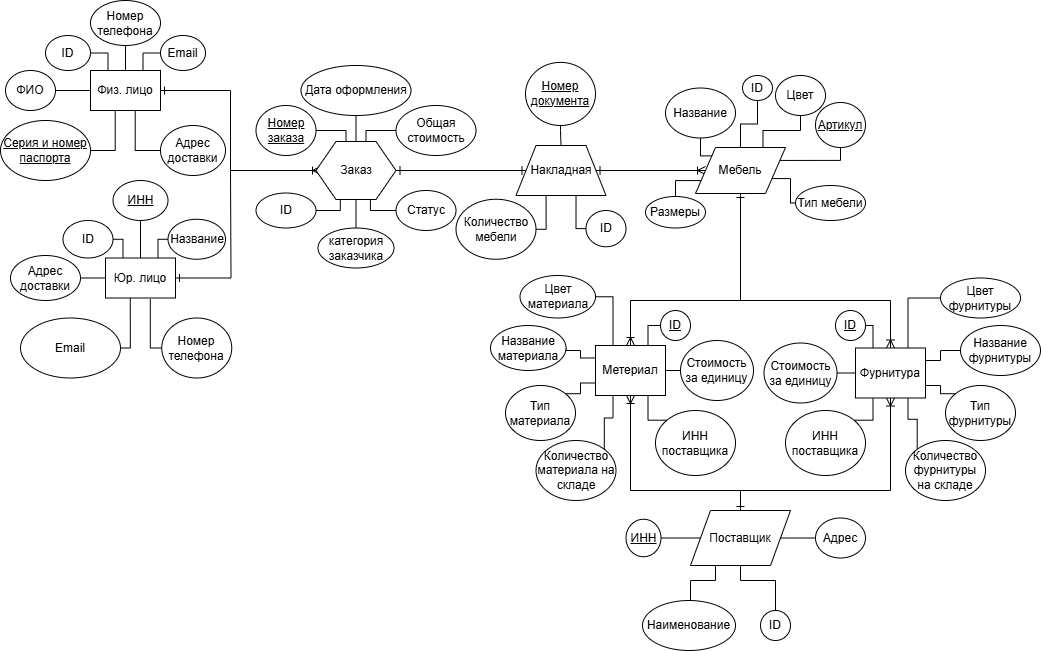 Номер
телефона
ID
Email
ФИО
Физ. лицо
Серия и номер
паспорта
Адрес
доставки
ИНН
ID
Название
Адрес
доставки
Юр. лицо
Email
Номер
телефона
Дата оформления
Номер
заказа
Общая
стоимость
Заказ
ID
Статус
категория
заказчика
Номер
документа
Накладная
Количество
мебели
ID
Название
ID
Цвет
Артикул
Мебель
Размеры
Тип мебели
Цвет
материала
ID
Название
материала
Метериал
Стоимость
за единицу
Тип
материала
ИНН
поставщика
Количество
материала на
складе
Цвет
фурнитуры
ID
Название
фурнитуры
Стоимость
за единицу
Фурнитура
Тип
фурнитуры
ИНН
поставщика
Количество
фурнитуры
на складе
ИНН
Поставщик
Адрес
Наименование
ID